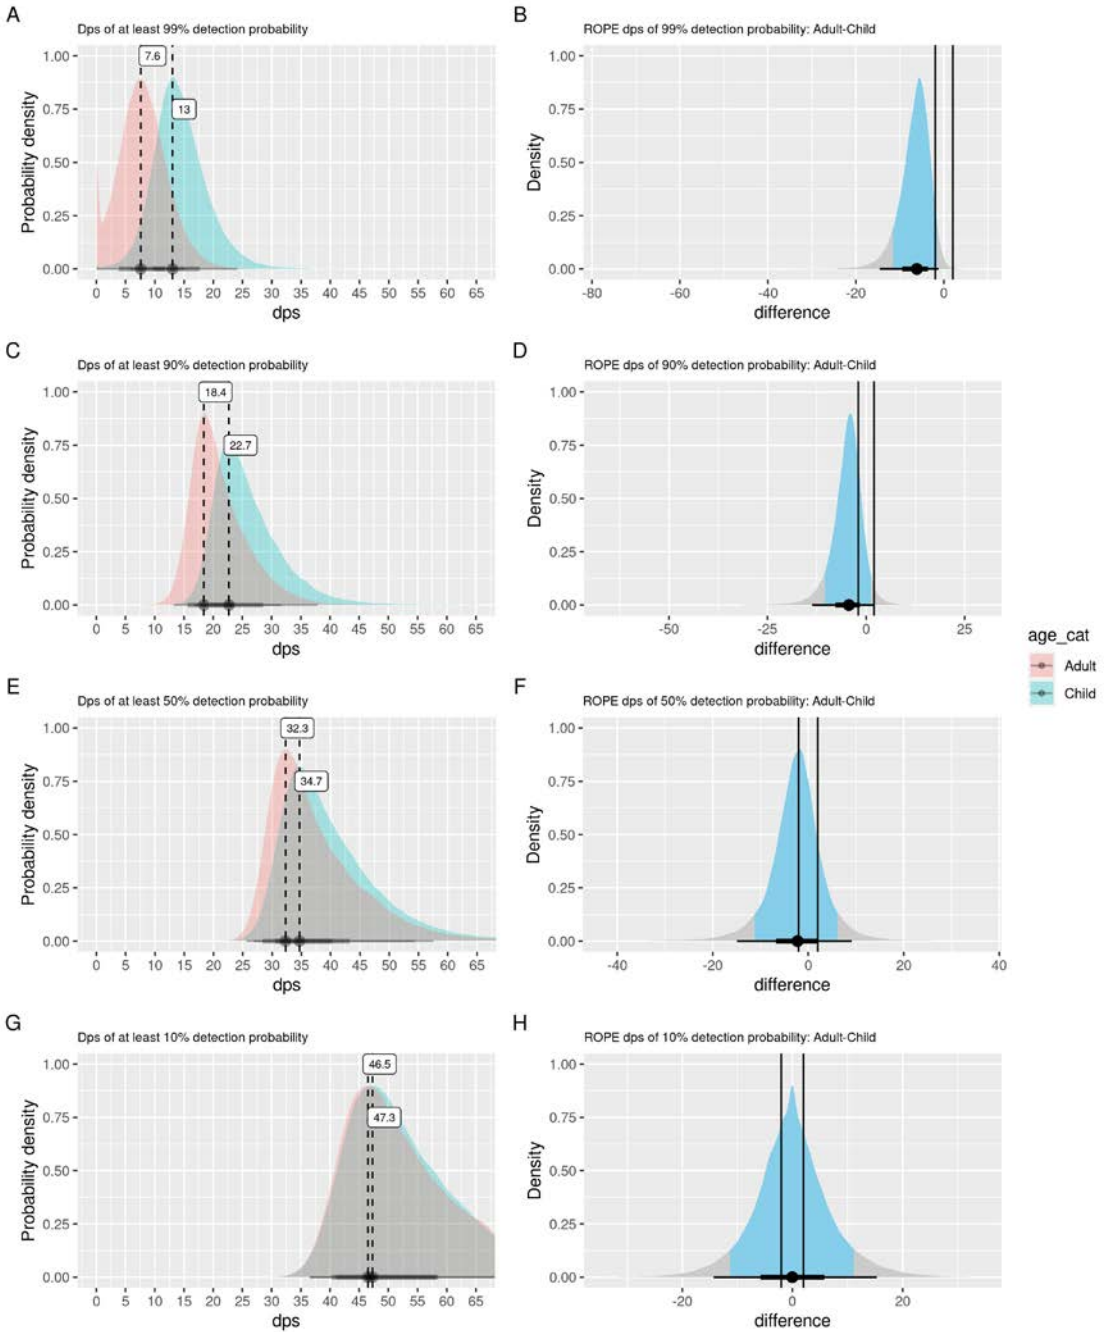 A
Dps of at least 99% detection probability
1.00
0.75
0.50
0.25
0.00
Probability density
7.6
13
0 5 10 15 20 25 30 35 40 45 50 55 60 65
dps
B
ROPE dps of 99% detection probability: Adult-Child
1.00
0.75
0.50
0.25
0.00
Density
-80 -60 -40 -20 0
difference
C
Dps of at least 90% detection probability
1.00
0.75
0.50
0.25
0.00
Probability density
18.4
22.7
0 5 10 15 20 25 30 35 40 45 50 55 60 65
dps
D
ROPE dps of 90% detection probability: Adult-Child
1.00
0.75
0.50
0.25
0.00
Density
-50 -25 0 25
difference
age_cat
Adult
Child
E
Dps of at least 50% detection probability
1.00
0.75
0.50
0.25
0.00
Probability density
32.3
34.7
0 5 10 15 20 25 30 35 40 45 50 55 60 65
dps
F
ROPE dps of 50% detection probability: Adult-Child
1.00
0.75
0.50
0.25
0.00
Density
-40 -20 0 20 40
difference
G
Dps of at least 10% detection probability
1.00
0.75
0.50
0.25
0.00
Probability density
46.5
47.3
0 5 10 15 20 25 30 35 40 45 50 55 60 65
dps
H
ROPE dps of 10% detection probability: Adult-Child
1.00
0.75
0.50
0.25
0.00
Density
-20 0 20
difference